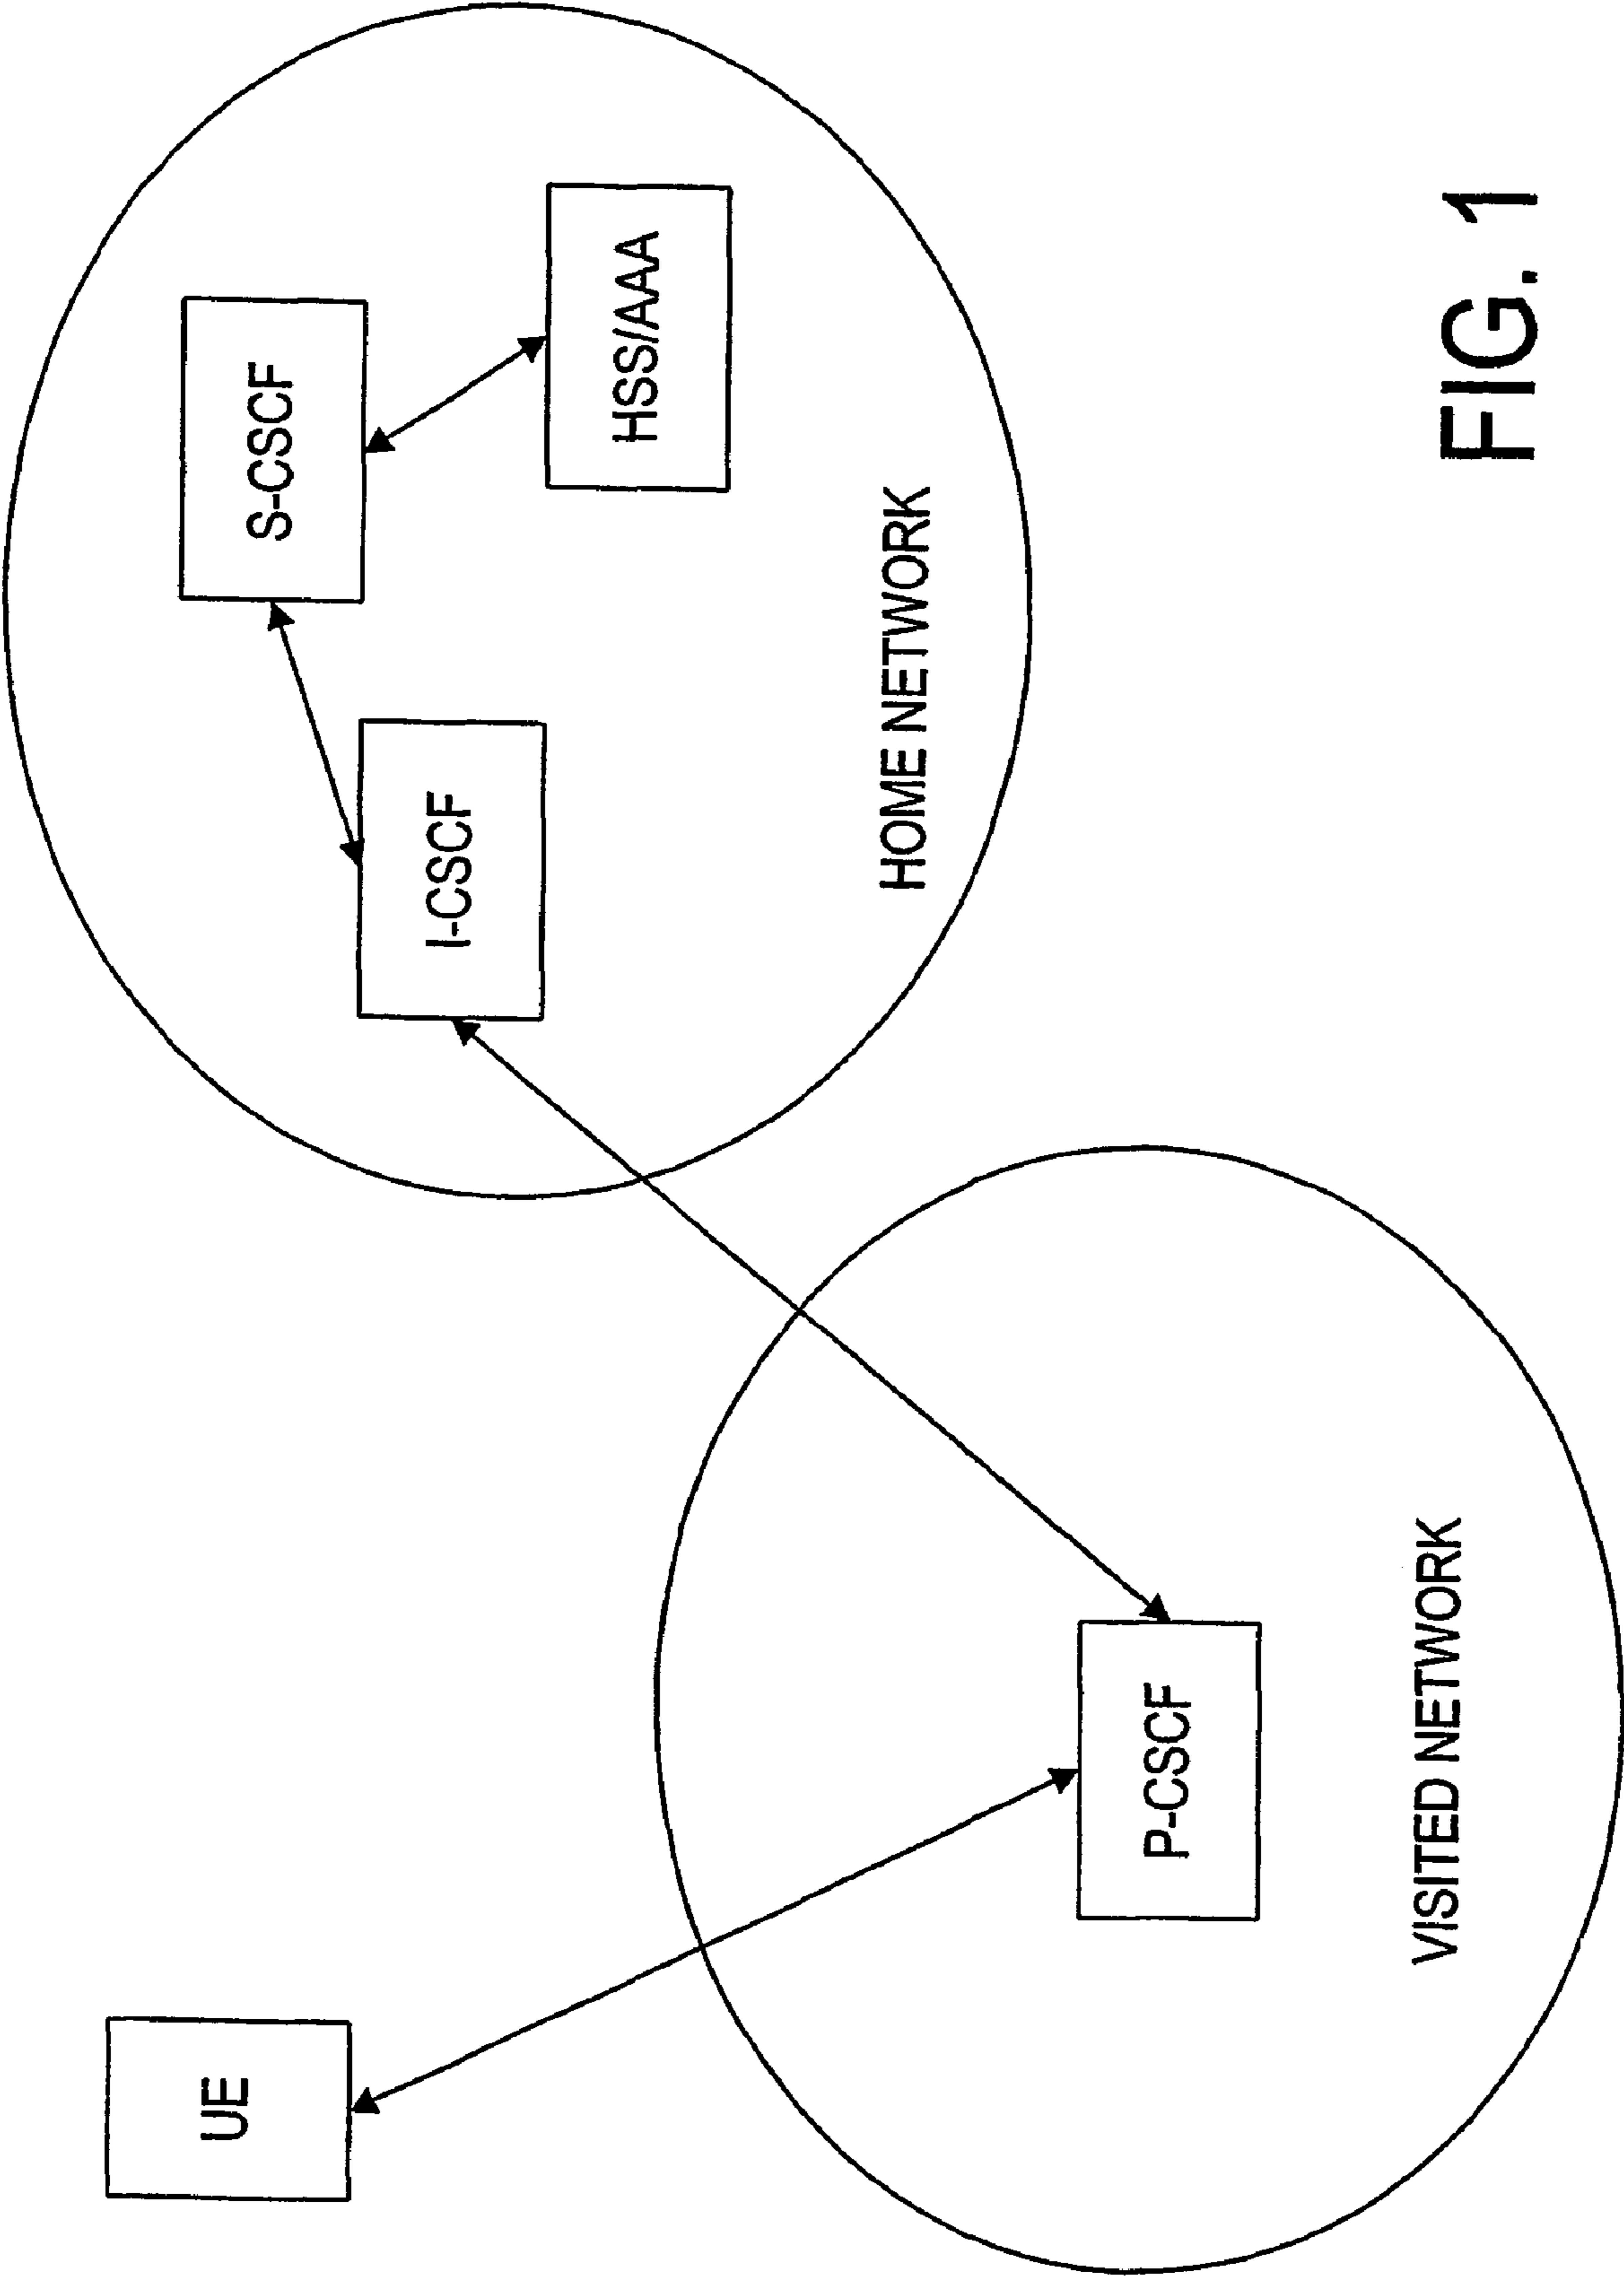 UE
S-CSCF
I-CSCF
HSS/AAA
HOME NETWORK
P-CSCF
VISITED NETWORK
FIG. 1